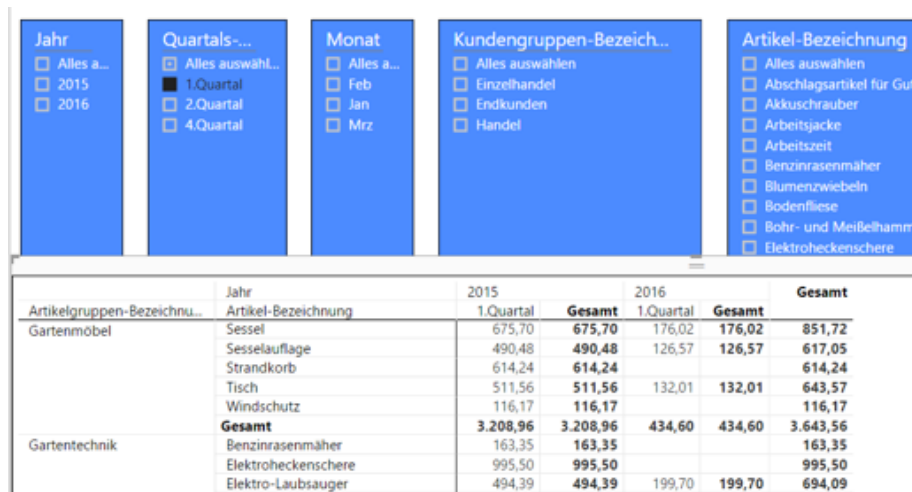 Jahr
Alles a...
2015
2016
Quartals-...
Alles auswähl...
1.Quartal
2.Quartal
4.Quartal
Monat
Alles a...
Feb
Jan
Mrz
Kundengruppen-Bezeich...
Alles auswählen
Einzelhandel
Endkunden
Handel
Artikel-Bezeichnung
Alles auswählen
Abschlagsartikel für Gut
Akkuschrauber
Arbeitsjacke
Arbeitszeit
Benzinrasenmäher
Blumenzwiebeln
Bodenfliese
Bohr- und Meißelhamm
Elektroheckenschere
Jahr 2015 2016 Gesamt
Artikelgruppen-Bezeichnu... Artikel-Bezeichnung 1.Quartal Gesamt 1.Quartal Gesamt
Gartenmöbel Sessel 675,70 675,70 176,02 176,02 851,72
Sesselauflage 490,48 490,48 126,57 126,57 617,05
Strandkorb 614,24 614,24 614,24
Tisch 511,56 511,56 132,01 132,01 643,57
Windschutz 116,17 116,17 116,17
Gesamt 3.208,96 3.208,96 434,60 434,60 3.643,56
Gartentechnik Benzinrasenmäher 163,35 163,35 163,35
Elektroheckenschere 995,50 995,50 995,50
Elektro-Laubsauger 494,39 494,39 199,70 199,70 694,09